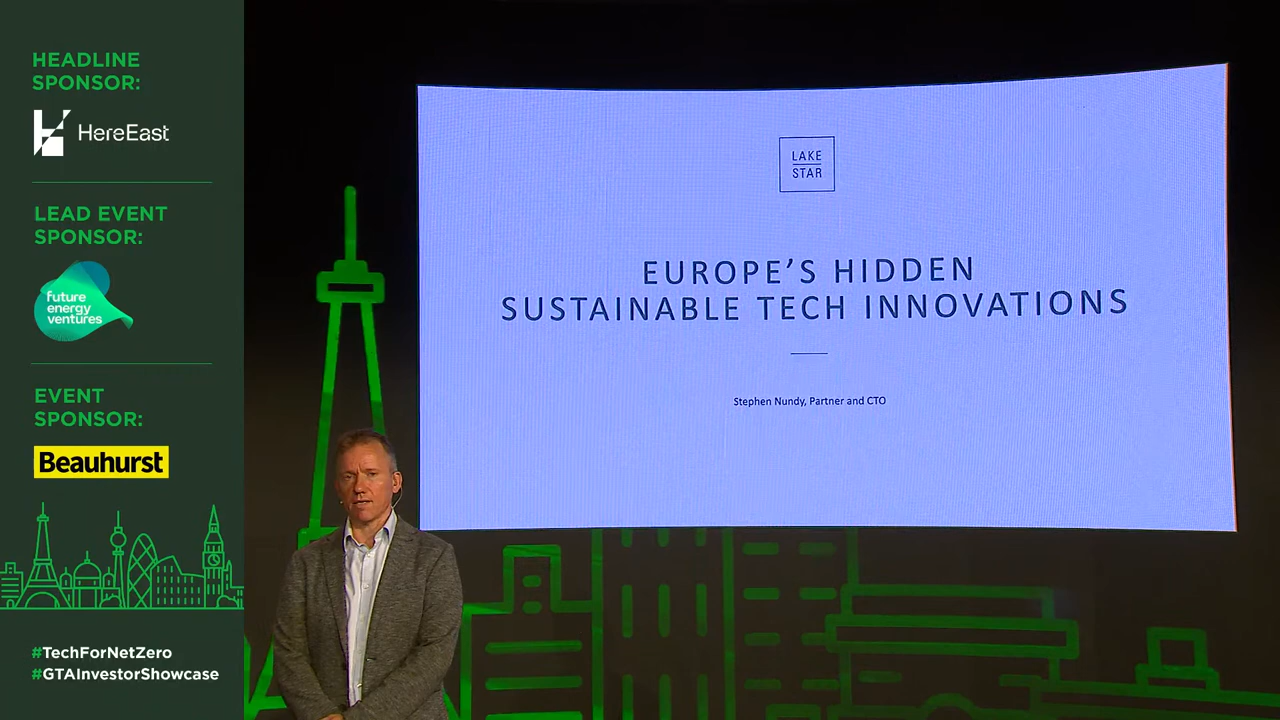 HEADLINE
SPONSOR:
HereEast
LEAD EVENT
SPONSOR:
future
energy
ventures
EVENT
SPONSOR:
Beauhurst
#TechForNetZero
#GTAInvestorShowcase
LAKE
STAR
EUROPE’S HIDDEN
SUSTAINABLE TECH INNOVATIONS
Stephen Nundy, Partner and CTO